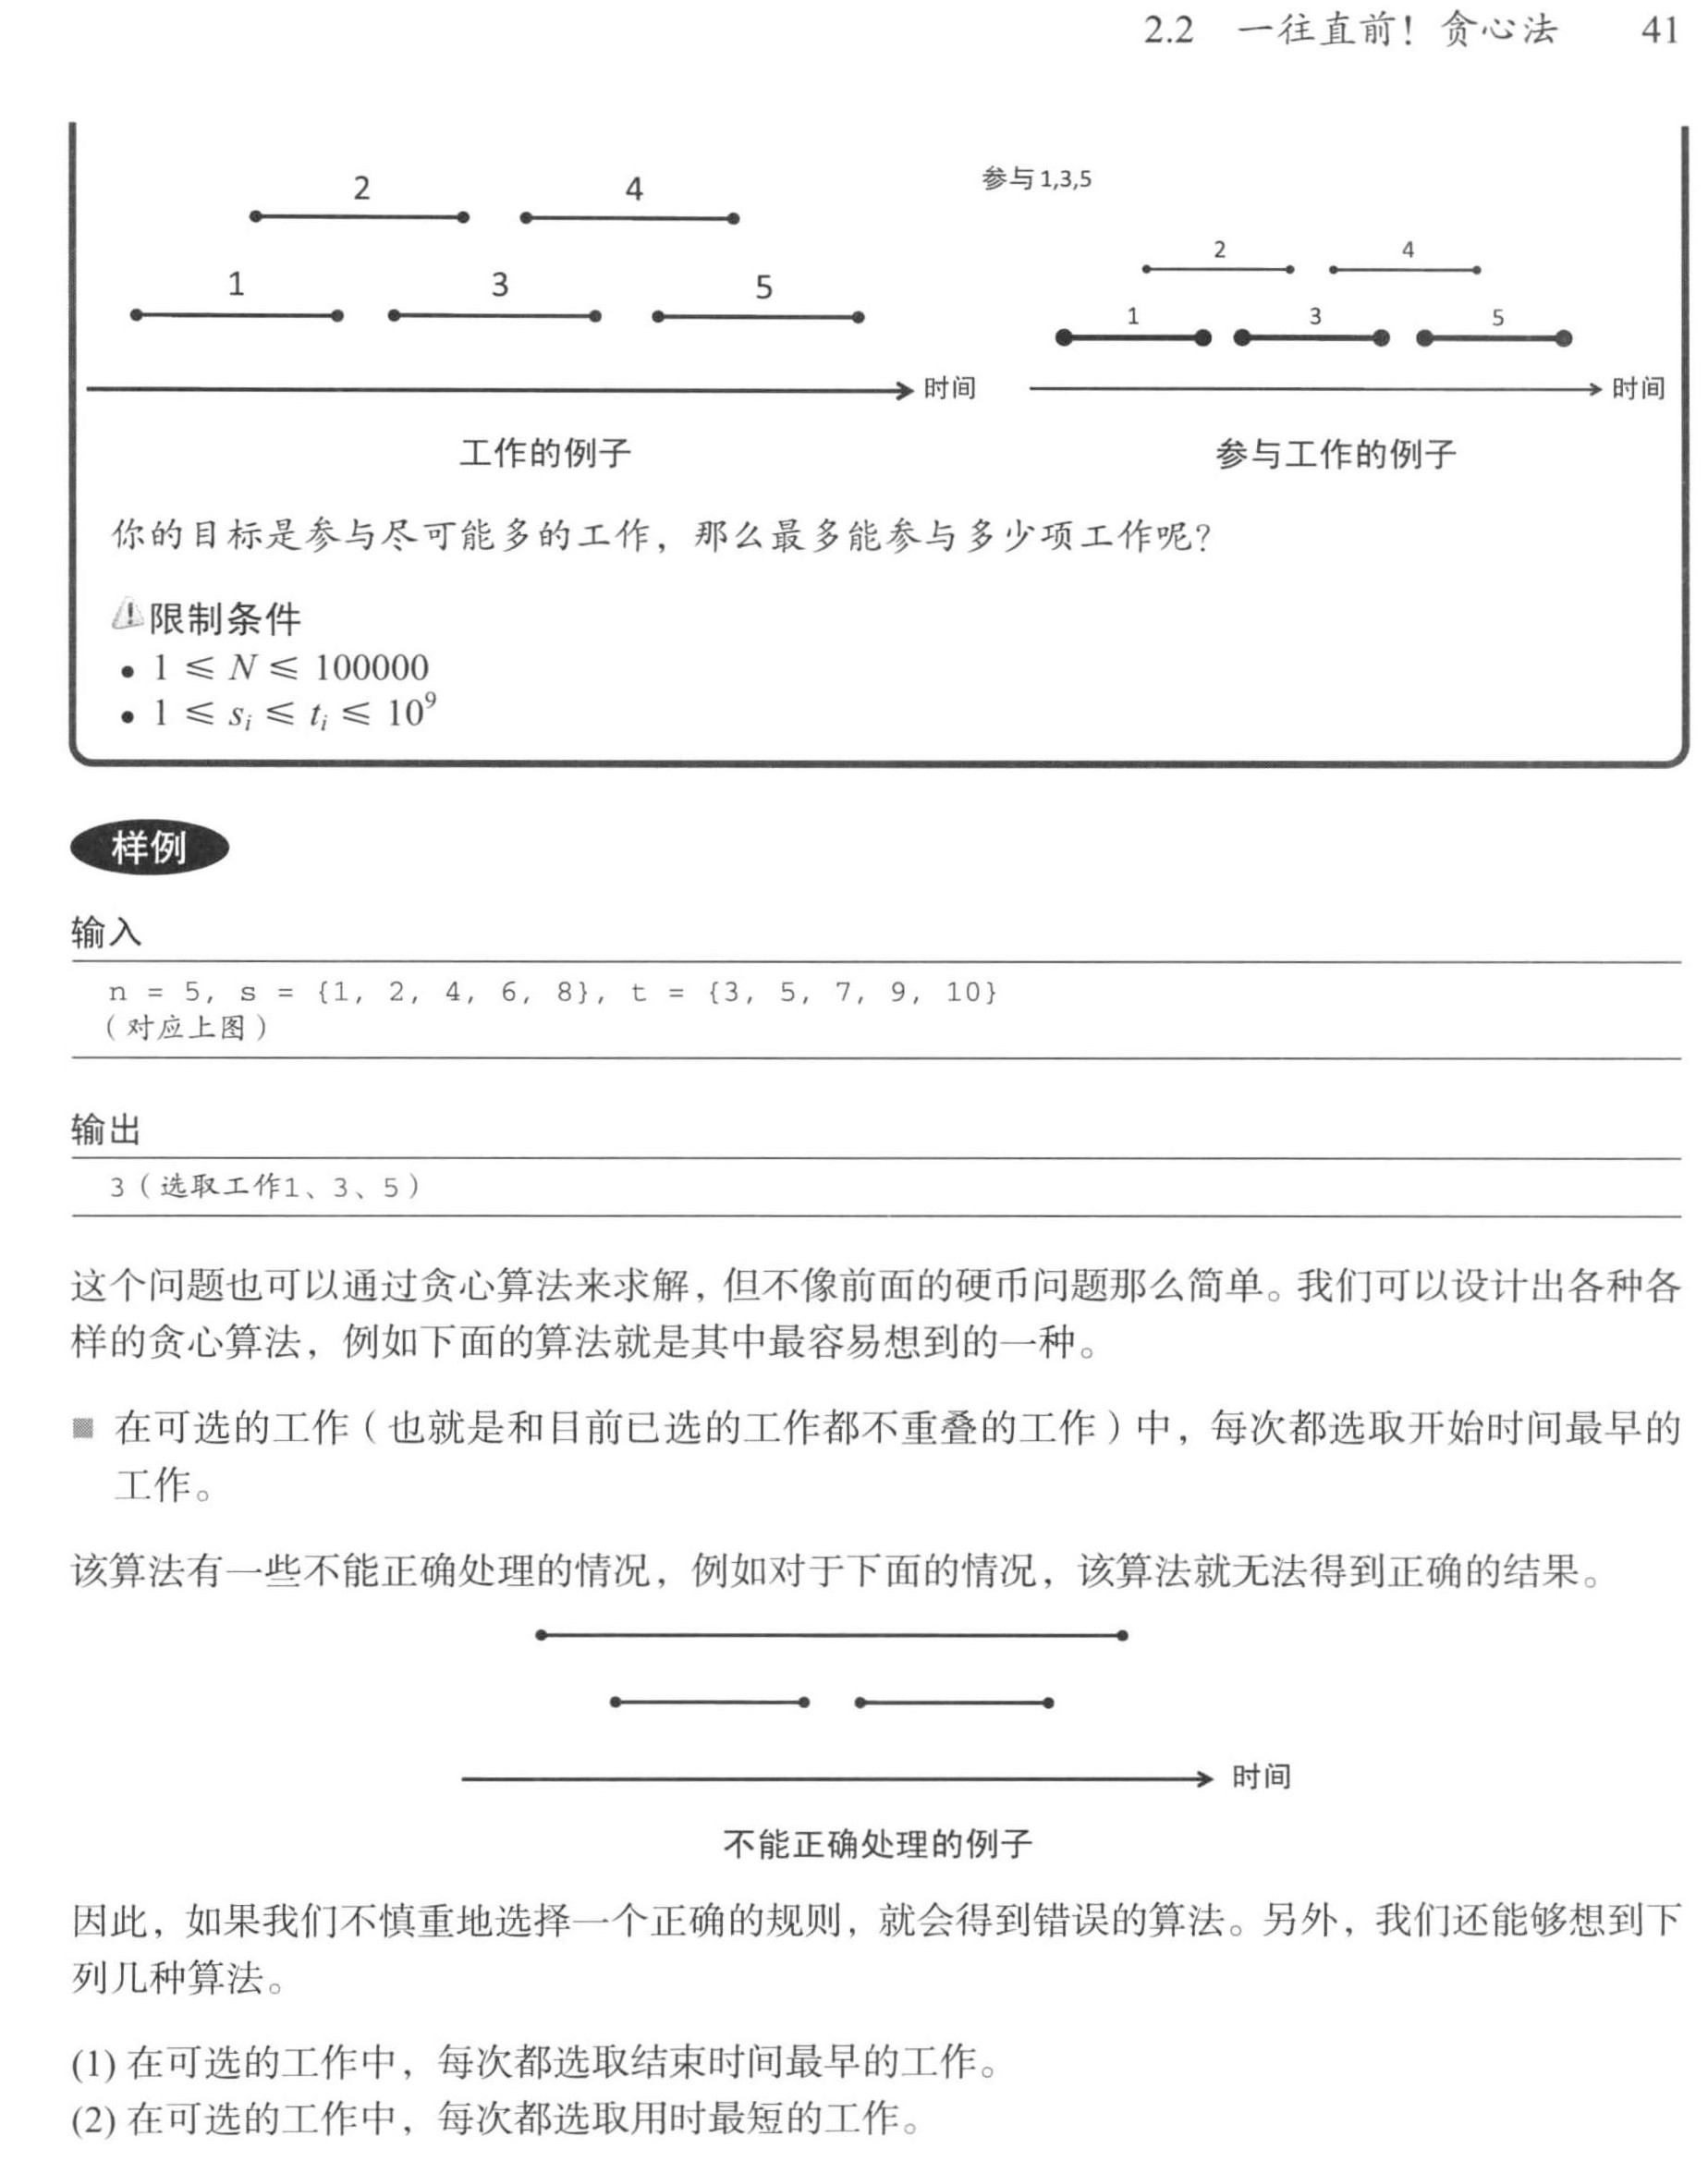 2.2 一往直前！贪心法 41
参与1,3,5
2 4
1 3 5
时间
工作的例子
2 4
1 3 5
时间
参与工作的例子
你的目标是参与尽可能多的工作，那么最多能参与多少项工作呢？
限制条件
• 1 ≤ N ≤ 100000
• 1 ≤ sᵢ ≤ tᵢ ≤ 10⁹
样例
输入
n = 5, s = {1, 2, 4, 6, 8}, t = {3, 5, 7, 9, 10}
（对应上图）
输出
3（选取工作1、3、5）
这个问题也可以通过贪心算法来求解，但不像前面的硬币问题那么简单。我们可以设计出各种各
样的贪心算法，例如下面的算法就是其中最容易想到的一种。
■ 在可选的工作（也就是和目前已选的工作都不重叠的工作）中，每次都选取开始时间最早的
工作。
该算法有一些不能正确处理的情况，例如对于下面的情况，该算法就无法得到正确的结果。
时间
不能正确处理的例子
因此，如果我们不慎重地选择一个正确的规则，就会得到错误的算法。另外，我们还能够想到下
列几种算法。
(1) 在可选的工作中，每次都选取结束时间最早的工作。
(2) 在可选的工作中，每次都选取用时最短的工作。